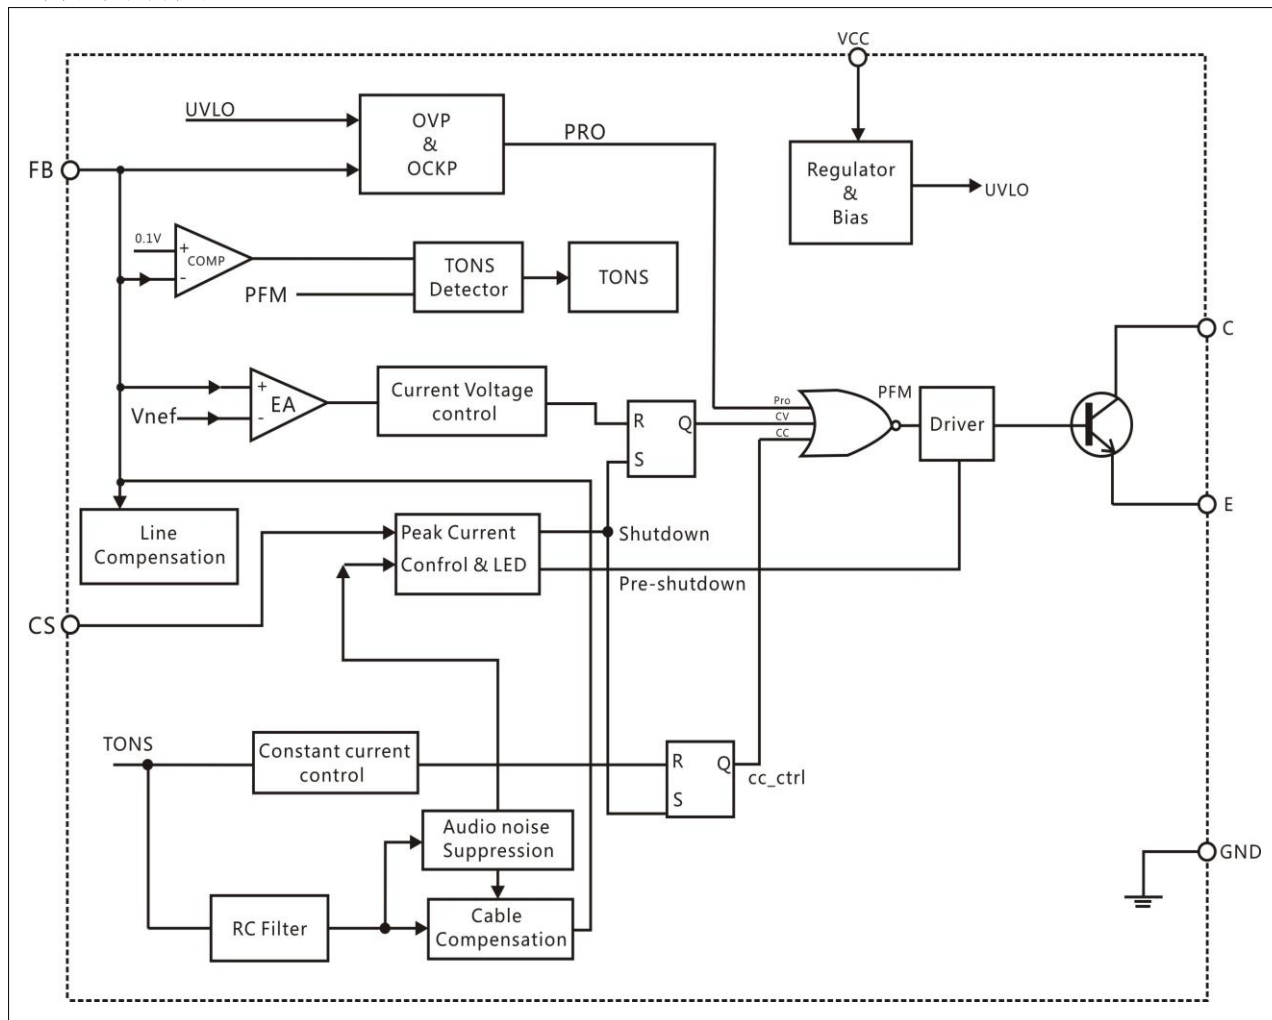 VCC
UVLO
OVP
&
OCKP
PRO
FB
Regulator
&
Bias
UVLO
0.1V
+
COMP
-
TONS
Detector
TONS
PFM
C
Current Voltage
control
+
EA
-
Vnef
R
Q
S
Pro
CV
CC
PFM
Driver
E
Line
Compensation
Peak Current
Confrol & LED
Shutdown
Pre-shutdown
CS
TONS
Constant current
control
R
Q
S
cc_ctrl
Audio noise
Suppression
GND
RC Filter
Cable
Compensation